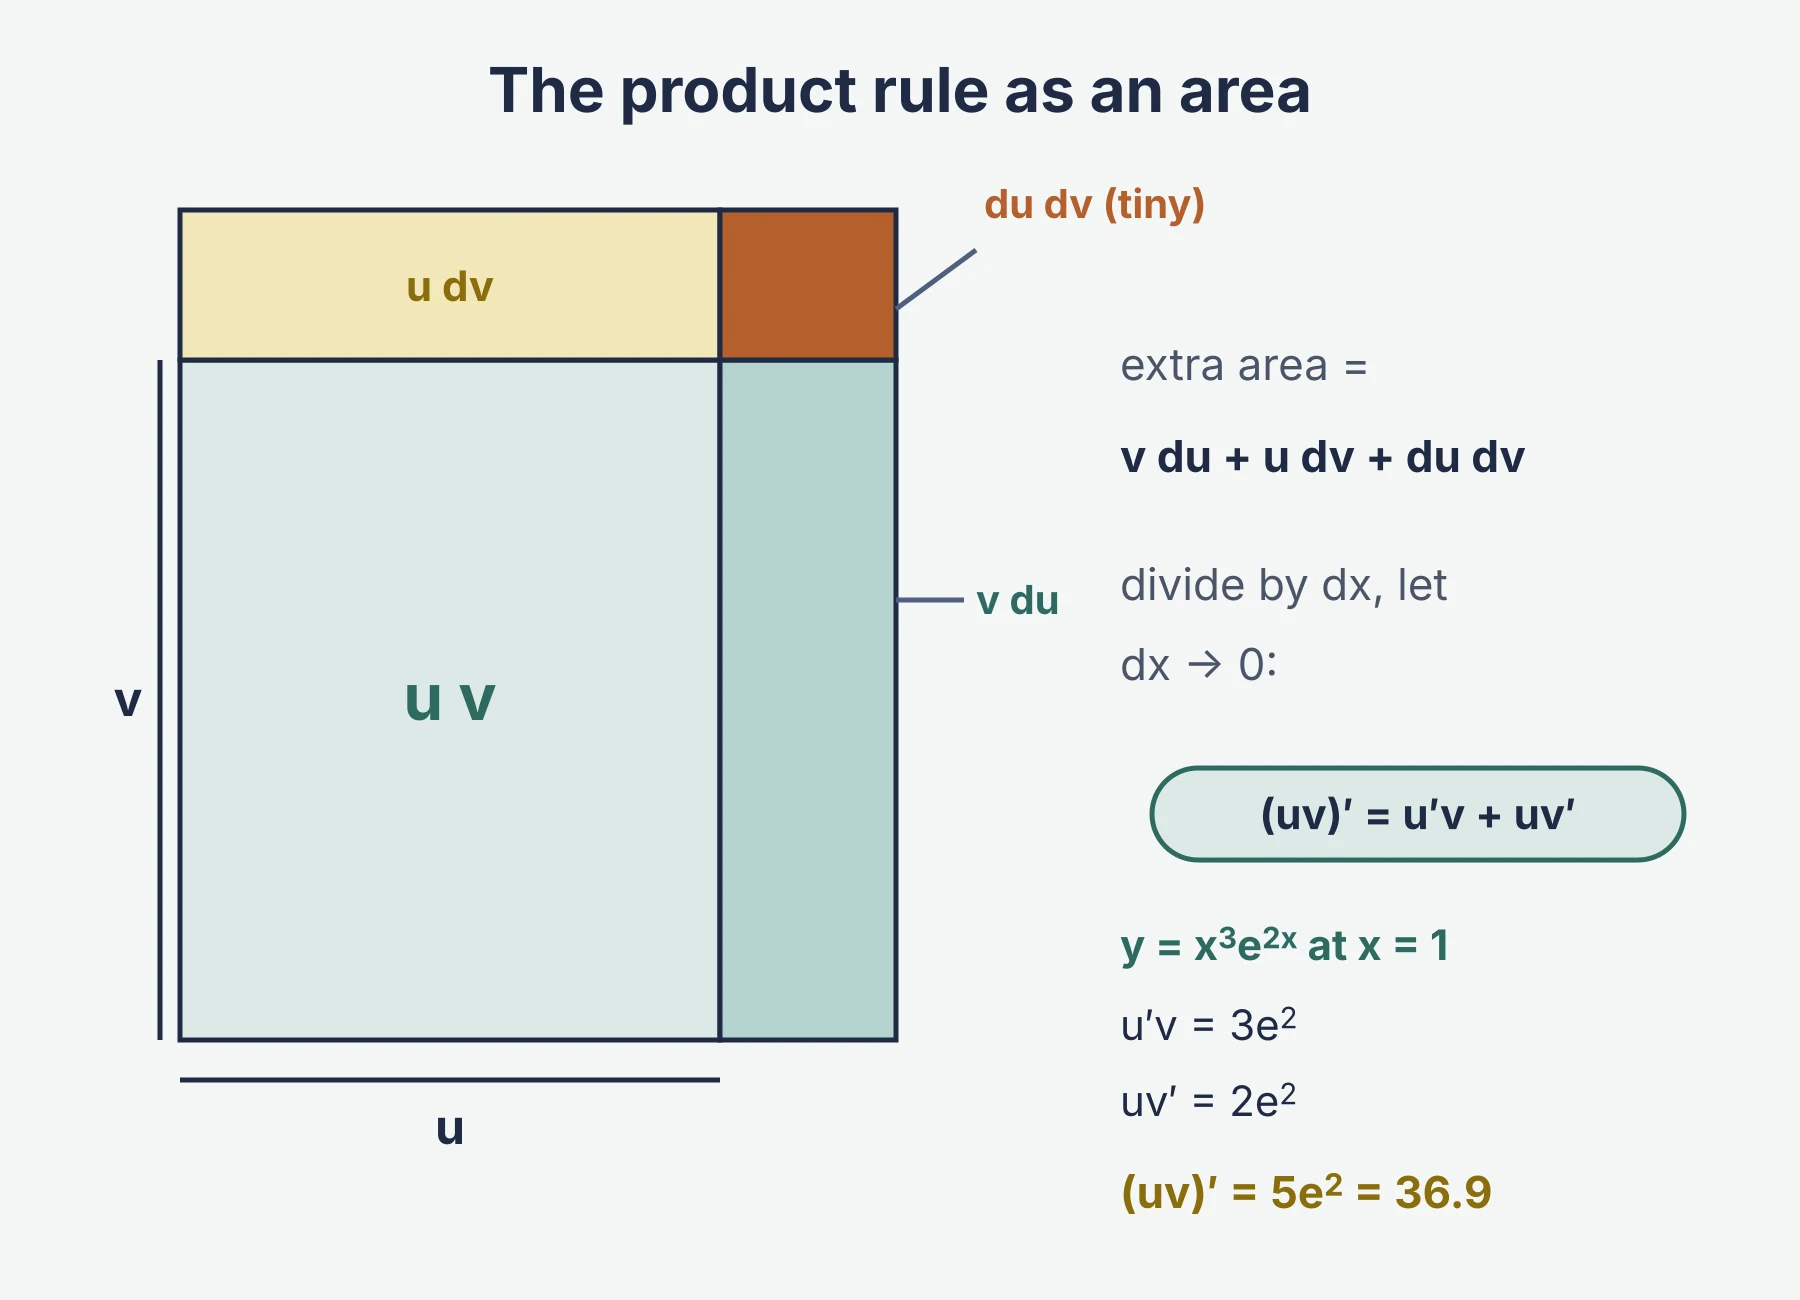 The product rule as an area
du dv (tiny)
u dv
extra area =
v du + u dv + du dv
divide by dx, let
v du
dx → 0:
v
u v
(uv)′ = u′v + uv′
y = x³e²ˣ at x = 1
u′v = 3e²
uv′ = 2e²
u
(uv)′ = 5e² = 36.9